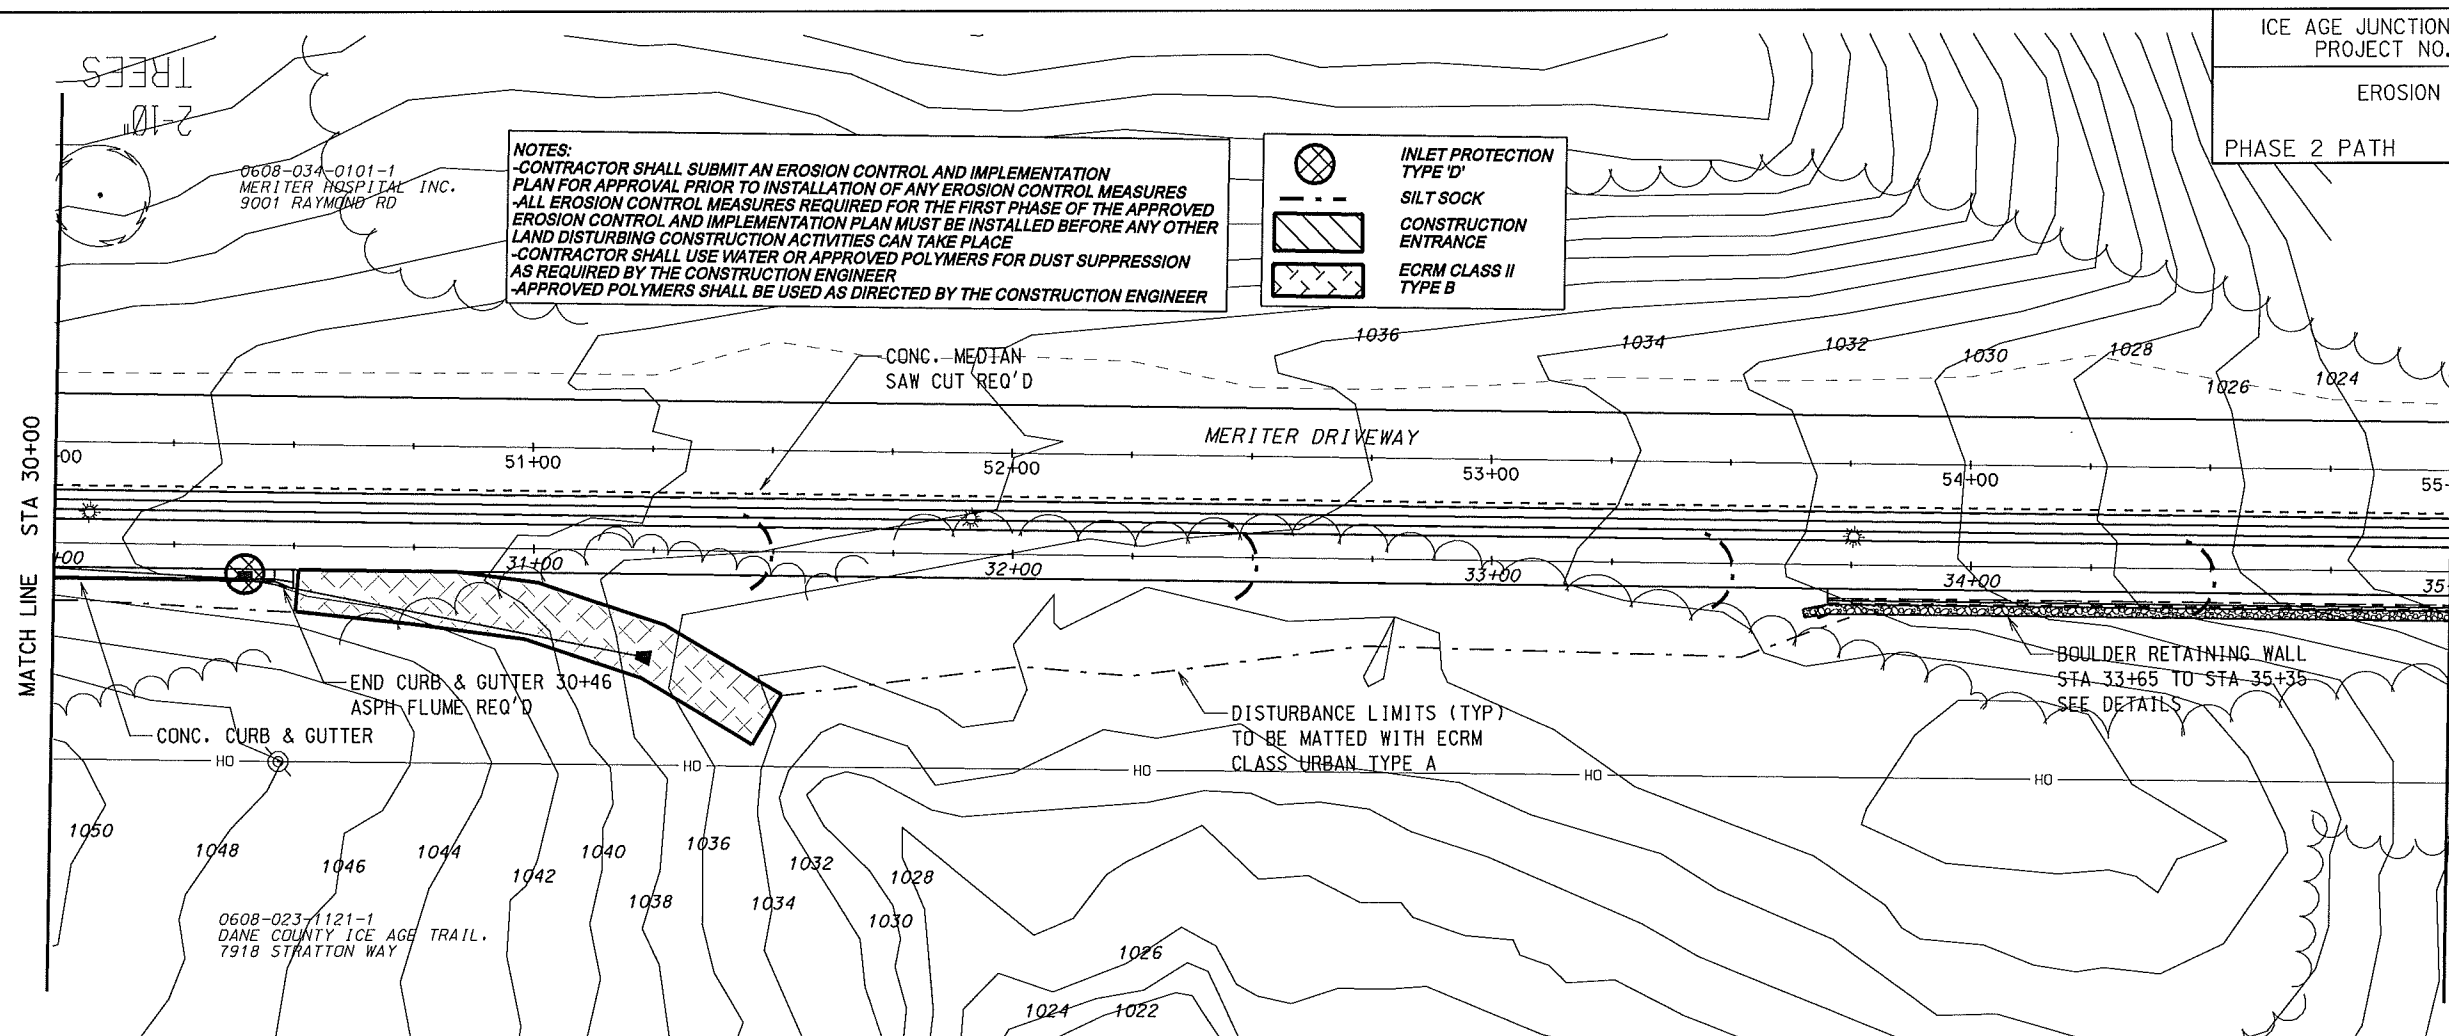 ICE AGE JUNCTION
PROJECT NO.
EROSION
PHASE 2 PATH
TREES
2-10"
0608-034-0101-1
MERITER HOSPITAL INC.
9001 RAYMOND RD
NOTES:
-CONTRACTOR SHALL SUBMIT AN EROSION CONTROL AND IMPLEMENTATION
PLAN FOR APPROVAL PRIOR TO INSTALLATION OF ANY EROSION CONTROL MEASURES
-ALL EROSION CONTROL MEASURES REQUIRED FOR THE FIRST PHASE OF THE APPROVED
EROSION CONTROL AND IMPLEMENTATION PLAN MUST BE INSTALLED BEFORE ANY OTHER
LAND DISTURBING CONSTRUCTION ACTIVITIES CAN TAKE PLACE
-CONTRACTOR SHALL USE WATER OR APPROVED POLYMERS FOR DUST SUPPRESSION
AS REQUIRED BY THE CONSTRUCTION ENGINEER
-APPROVED POLYMERS SHALL BE USED AS DIRECTED BY THE CONSTRUCTION ENGINEER
INLET PROTECTION
TYPE 'D'
SILT SOCK
CONSTRUCTION
ENTRANCE
ECRM CLASS II
TYPE B
1036
1034
1032
1030
1028
1026
1024
CONC. MEDIAN
SAW CUT REQ'D
MERITER DRIVEWAY
+00
51+00
52+00
53+00
54+00
55-
MATCH LINE STA 30+00
+00
31+00
32+00
33+00
34+00
35-
END CURB & GUTTER 30+46
ASPH FLUME REQ'D
CONC. CURB & GUTTER
DISTURBANCE LIMITS (TYP)
TO BE MATTED WITH ECRM
CLASS URBAN TYPE A
BOULDER RETAINING WALL
STA 33+65 TO STA 35+35
SEE DETAILS
HO
HO
HO
HO
HO
1050
1048
1046
1044
1042
1040
1038
1036
1034
1032
1030
1028
1026
1024
1022
0608-023-1121-1
DANE COUNTY ICE AGE TRAIL.
7918 STRATTON WAY